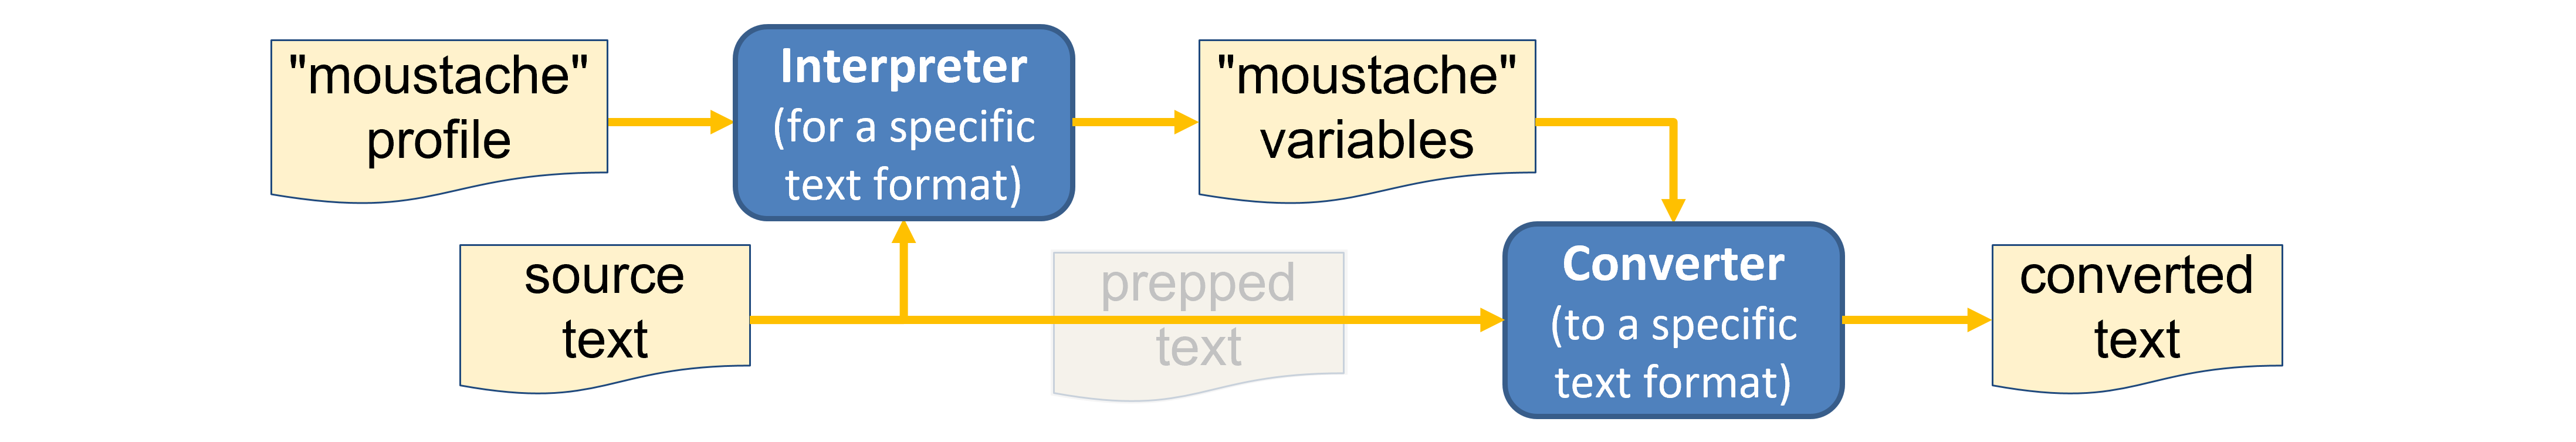 "moustache"
profile
Interpreter
(for a specific
text format)
"moustache"
variables
source
text
prepped
text
Converter
(to a specific
text format)
converted
text